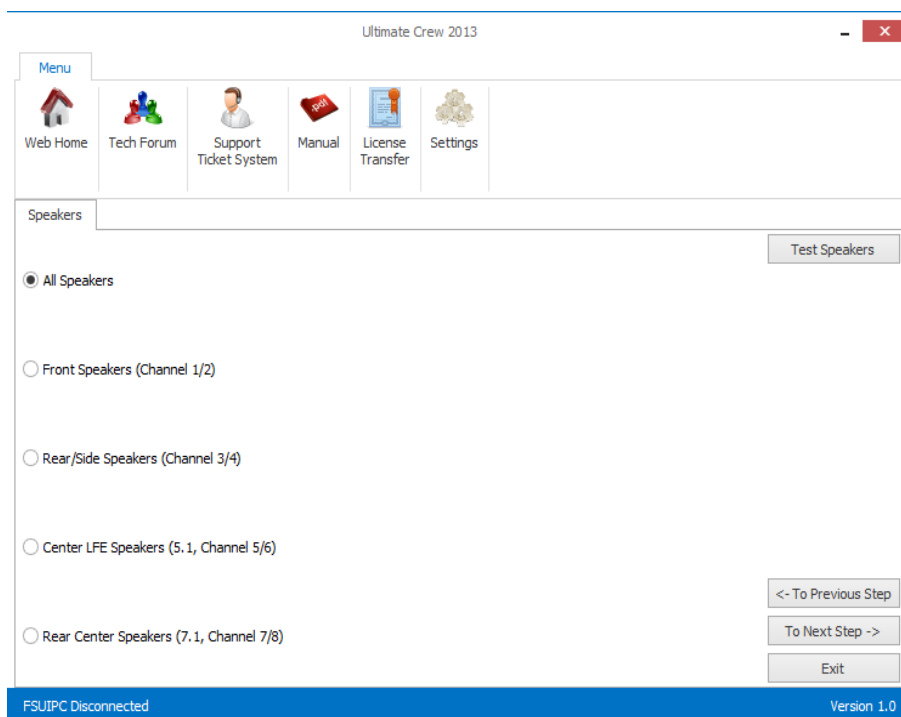 Ultimate Crew 2013
Menu
Web Home
Tech Forum
Support
Ticket System
.pdf
Manual
License
Transfer
Settings
Speakers
Test Speakers
All Speakers
Front Speakers (Channel 1/2)
Rear/Side Speakers (Channel 3/4)
Center LFE Speakers (5.1, Channel 5/6)
<- To Previous Step
Rear Center Speakers (7.1, Channel 7/8)
To Next Step ->
Exit
FSUIPC Disconnected
Version 1.0